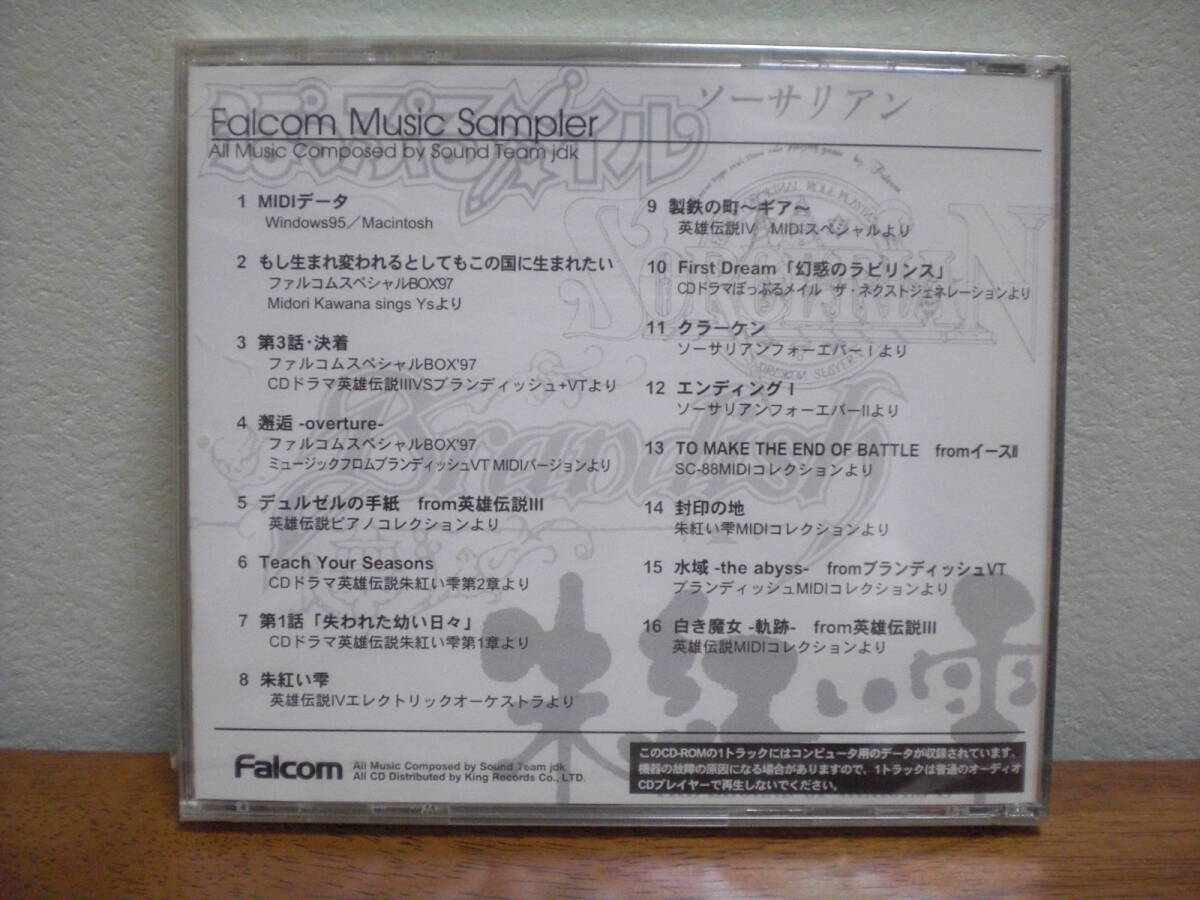 ぽっぷるメイル
ソーサリアン
Falcom Music Sampler
All Music Composed by Sound Team jdk
1 MIDIデータ
Windows95／Macintosh
2 もし生まれ変われるとしてもこの国に生まれたい
ファルコムスペシャルBOX'97
Midori Kawana sings Ysより
3 第3話・決着
ファルコムスペシャルBOX'97
CDドラマ英雄伝説IIIVSブランディッシュ+VTより
4 邂逅 -overture-
ファルコムスペシャルBOX'97
ミュージックフロムブランディッシュVT MIDIバージョンより
5 デュルゼルの手紙　from英雄伝説III
英雄伝説ピアノコレクションより
6 Teach Your Seasons
CDドラマ英雄伝説朱紅い雫第2章より
7 第1話「失われた幼い日々」
CDドラマ英雄伝説朱紅い雫第1章より
8 朱紅い雫
英雄伝説IVエレクトリックオーケストラより
9 製鉄の町～ギア～
英雄伝説IV　MIDIスペシャルより
10 First Dream「幻惑のラビリンス」
CDドラマぽっぷるメイル　ザ・ネクストジェネレーションより
11 クラーケン
ソーサリアンフォーエバーIより
12 エンディングI
ソーサリアンフォーエバーIIより
13 TO MAKE THE END OF BATTLE　fromイースII
SC-88MIDIコレクションより
14 封印の地
朱紅い雫MIDIコレクションより
15 水域 -the abyss-　fromブランディッシュVT
ブランディッシュMIDIコレクションより
16 白き魔女 -軌跡-　from英雄伝説III
英雄伝説MIDIコレクションより
SORCERIAN
Brandish
朱紅い雫
Falcom
All Music Composed by Sound Team jdk
All CD Distributed by King Records Co., LTD.
このCD-ROMの1トラックにはコンピュータ用のデータが収録されています。
機器の故障の原因になる場合がありますので、1トラックは普通のオーディオ
CDプレイヤーで再生しないでください。